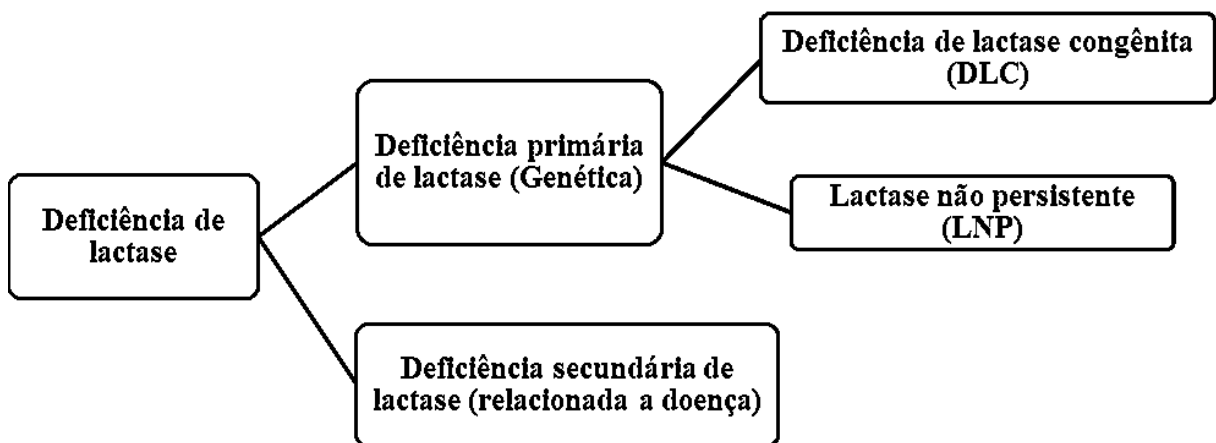 Deficiência de
lactase
Deficiência primária
de lactase (Genética)
Deficiência de lactase congênita
(DLC)
Lactase não persistente
(LNP)
Deficiência secundária de
lactase (relacionada a doença)